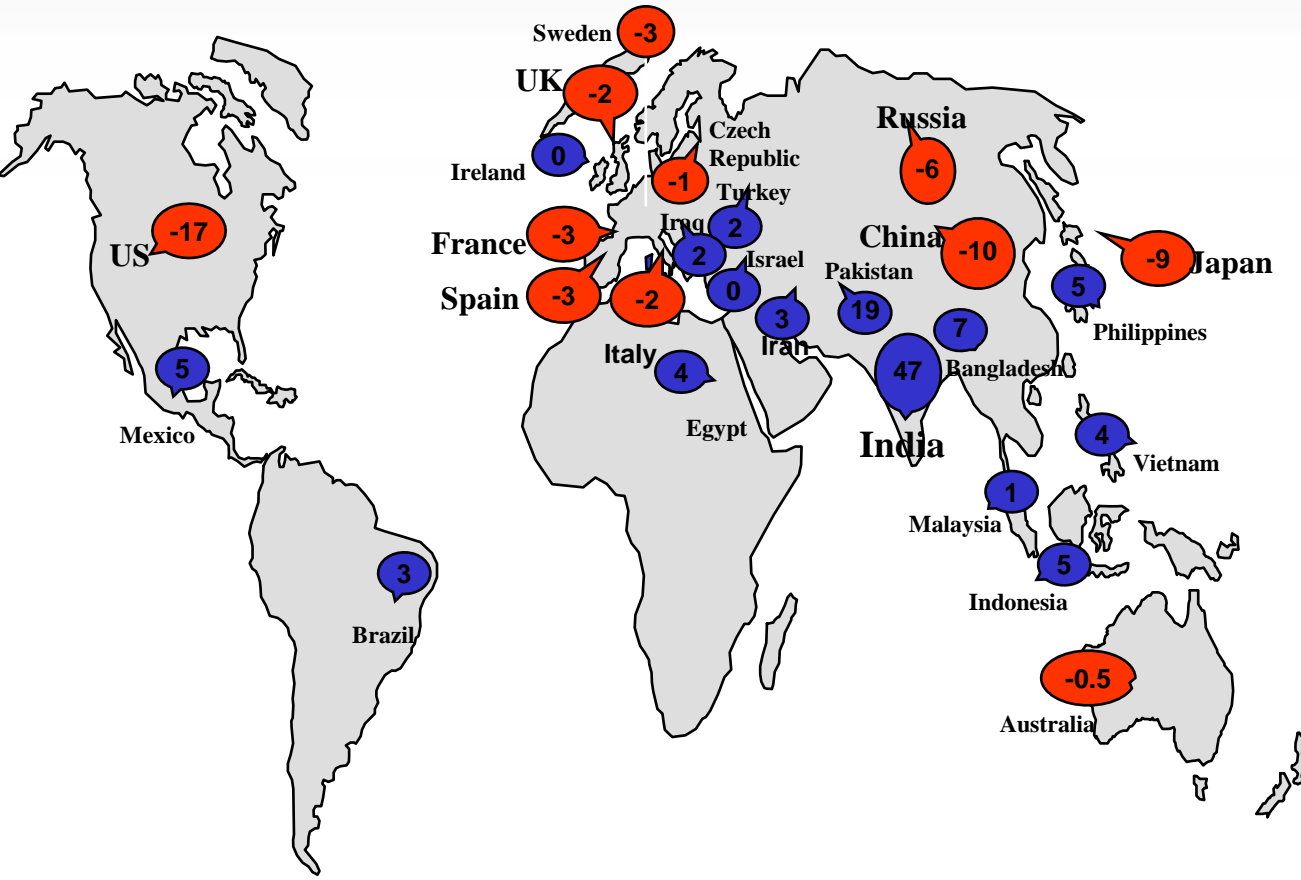 Sweden
-3
UK
-2
Czech
Republic
-1
Russia
-6
Ireland
0
Turkey
2
US
-17
France
-3
Iraq
2
China
-10
Japan
-9
Israel
0
Pakistan
19
Spain
-3
-2
Italy
3
Iran
7
Bangladesh
5
Philippines
5
Mexico
4
Egypt
47
India
4
Vietnam
1
Malaysia
3
Brazil
5
Indonesia
-0.5
Australia